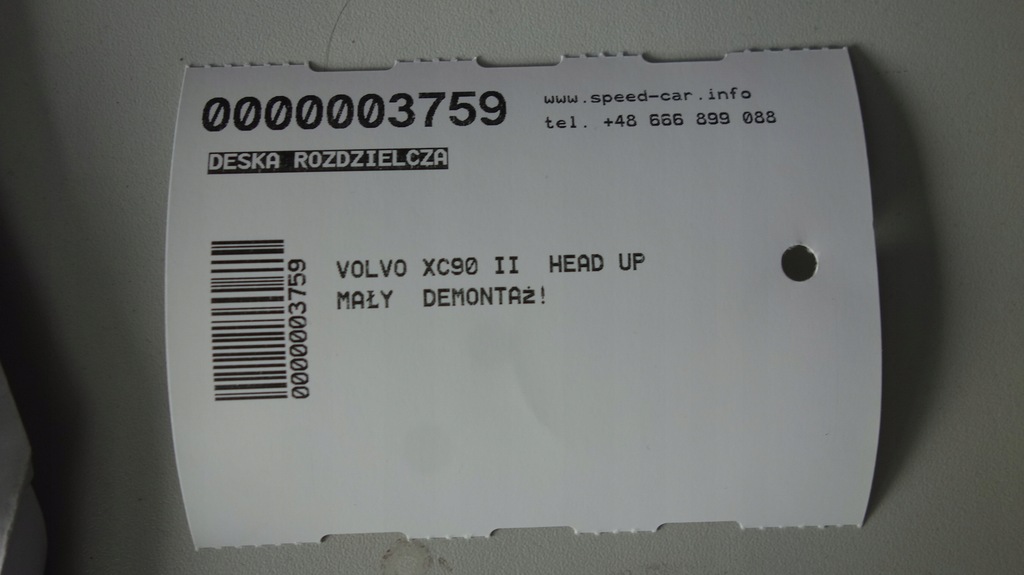 0000003759
www.speed-car.info
tel. +48 666 899 088
DESKA ROZDZIELCZA
0000003759
VOLVO XC90 II HEAD UP
MAŁY DEMONTAż!